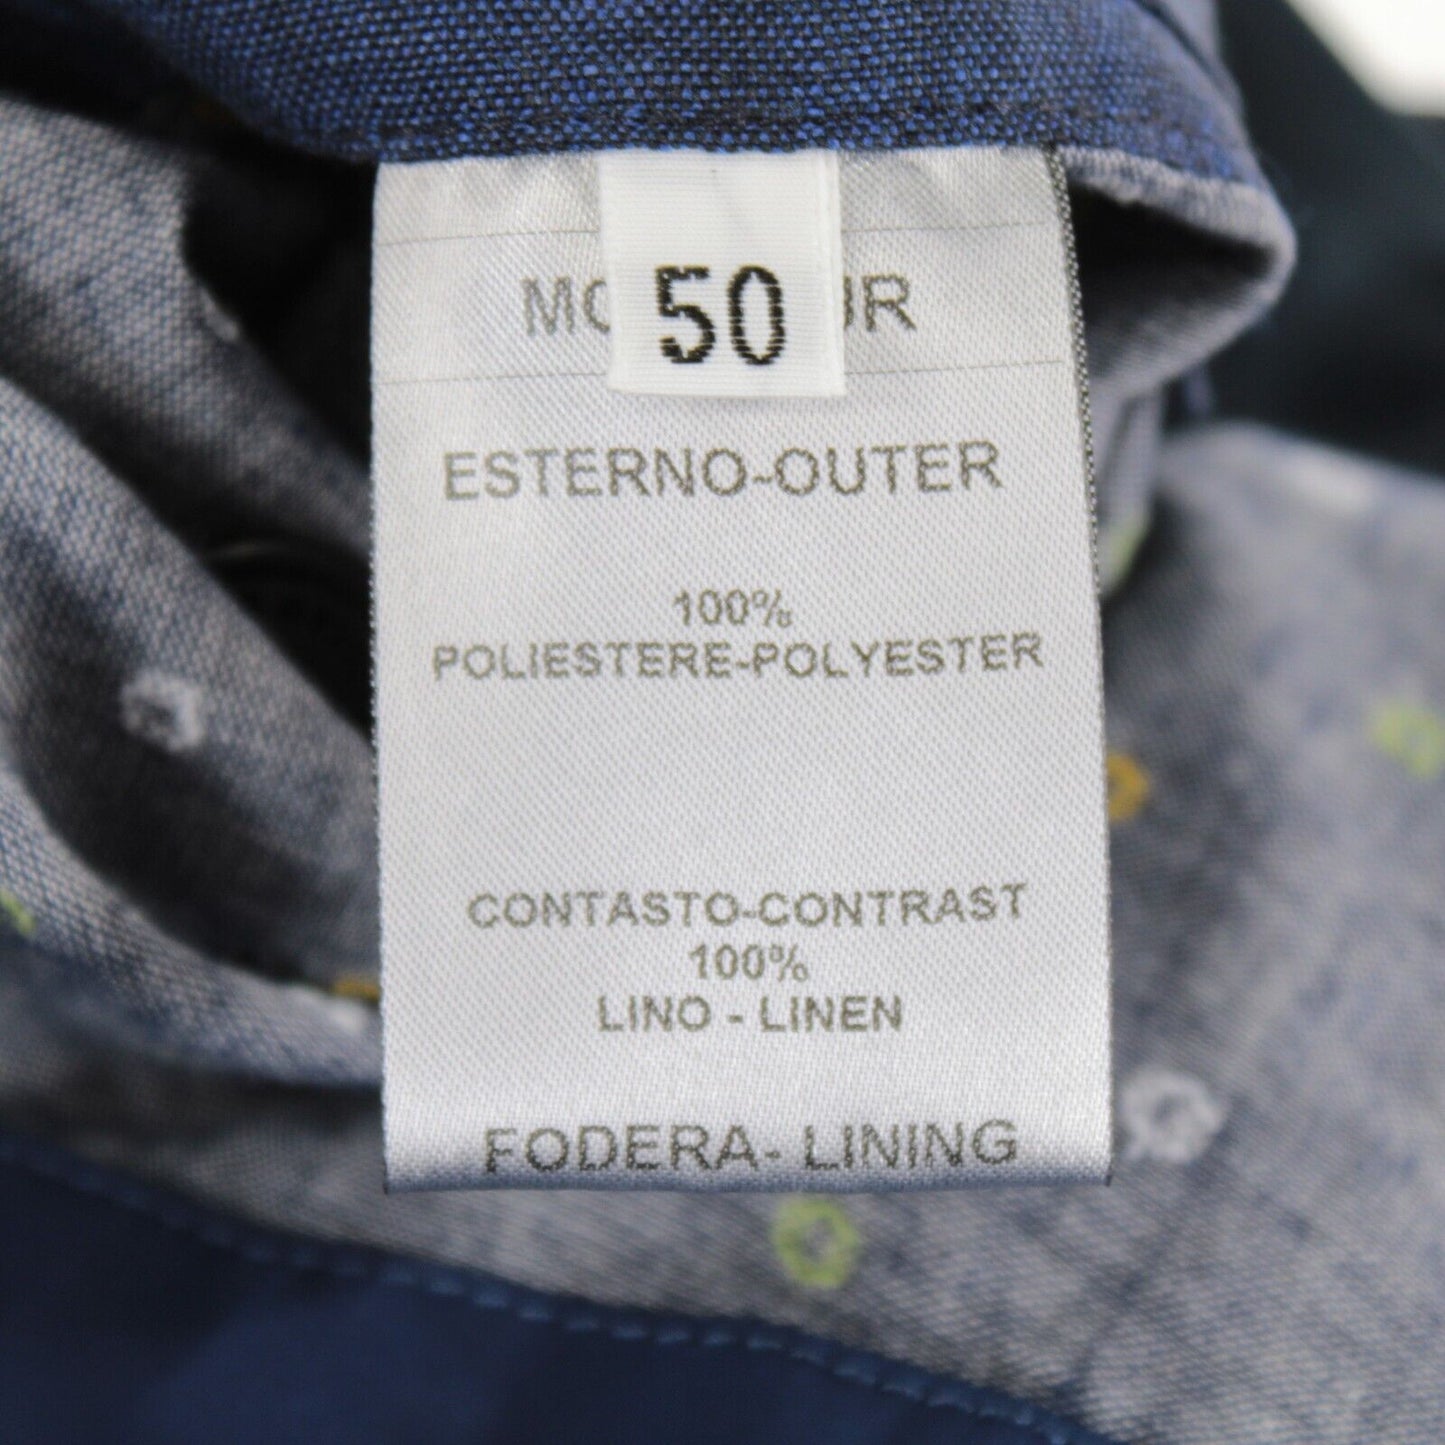 50
ESTERNO-OUTER
100%
POLIESTERE-POLYESTER
CONTASTO-CONTRAST
100%
LINO - LINEN
FODERA- LINING